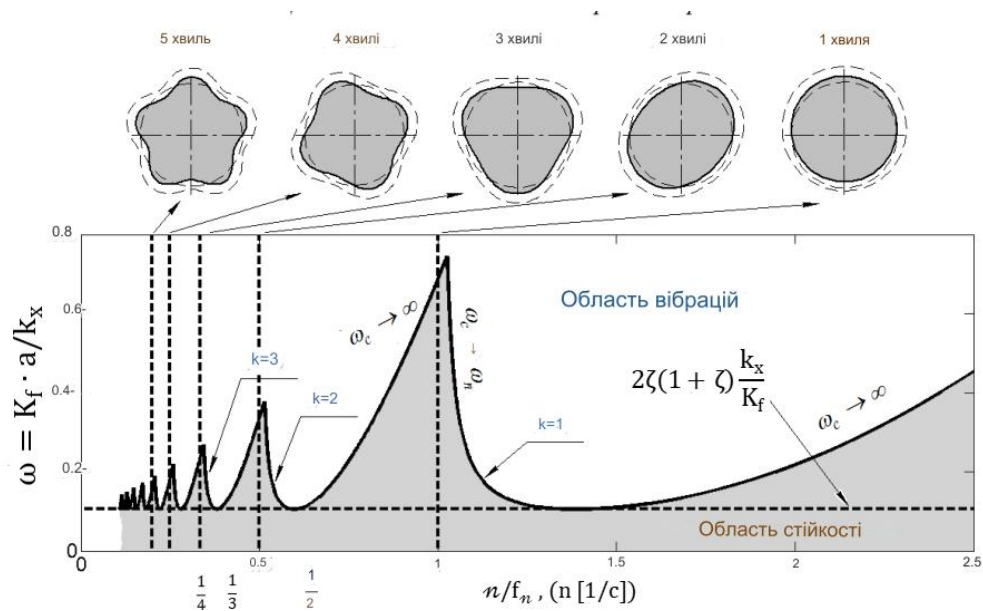 5 хвиль
4 хвилі
3 хвилі
2 хвилі
1 хвиля
0.8
0.6
0.4
0.2
0
ω = K_f · a/k_x
Область вібрацій
ω_c → ∞
ω_c → ω_n
2ζ(1 + ζ) k_x/K_f
ω_c → ∞
k=3
k=2
k=1
Область стійкості
0
0.5
1
1.5
2
2.5
1/4
1/3
1/2
n/f_n , (n [1/c])